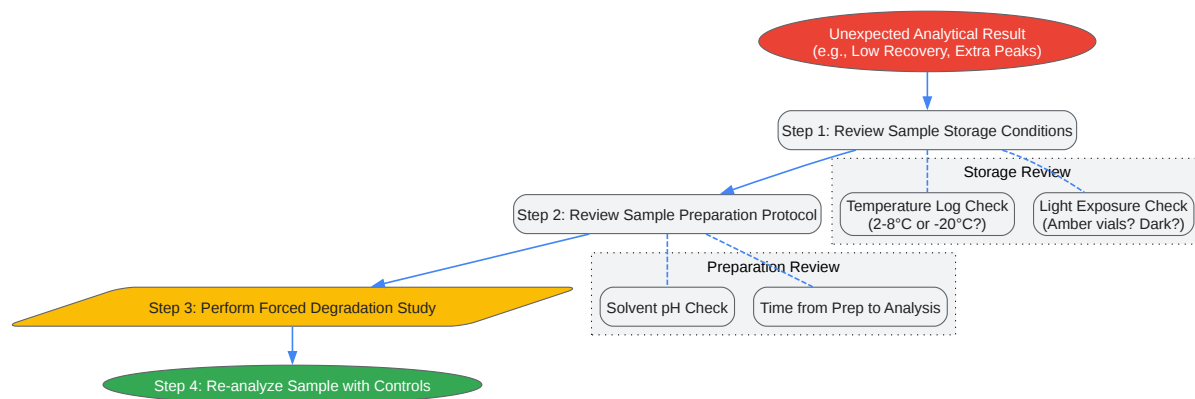 Unexpected Analytical Result
(e.g., Low Recovery, Extra Peaks)
Step 1: Review Sample Storage Conditions
Storage Review
Temperature Log Check
(2-8°C or -20°C?)
Light Exposure Check
(Amber vials? Dark?)
Step 2: Review Sample Preparation Protocol
Preparation Review
Solvent pH Check
Time from Prep to Analysis
Step 3: Perform Forced Degradation Study
Step 4: Re-analyze Sample with Controls